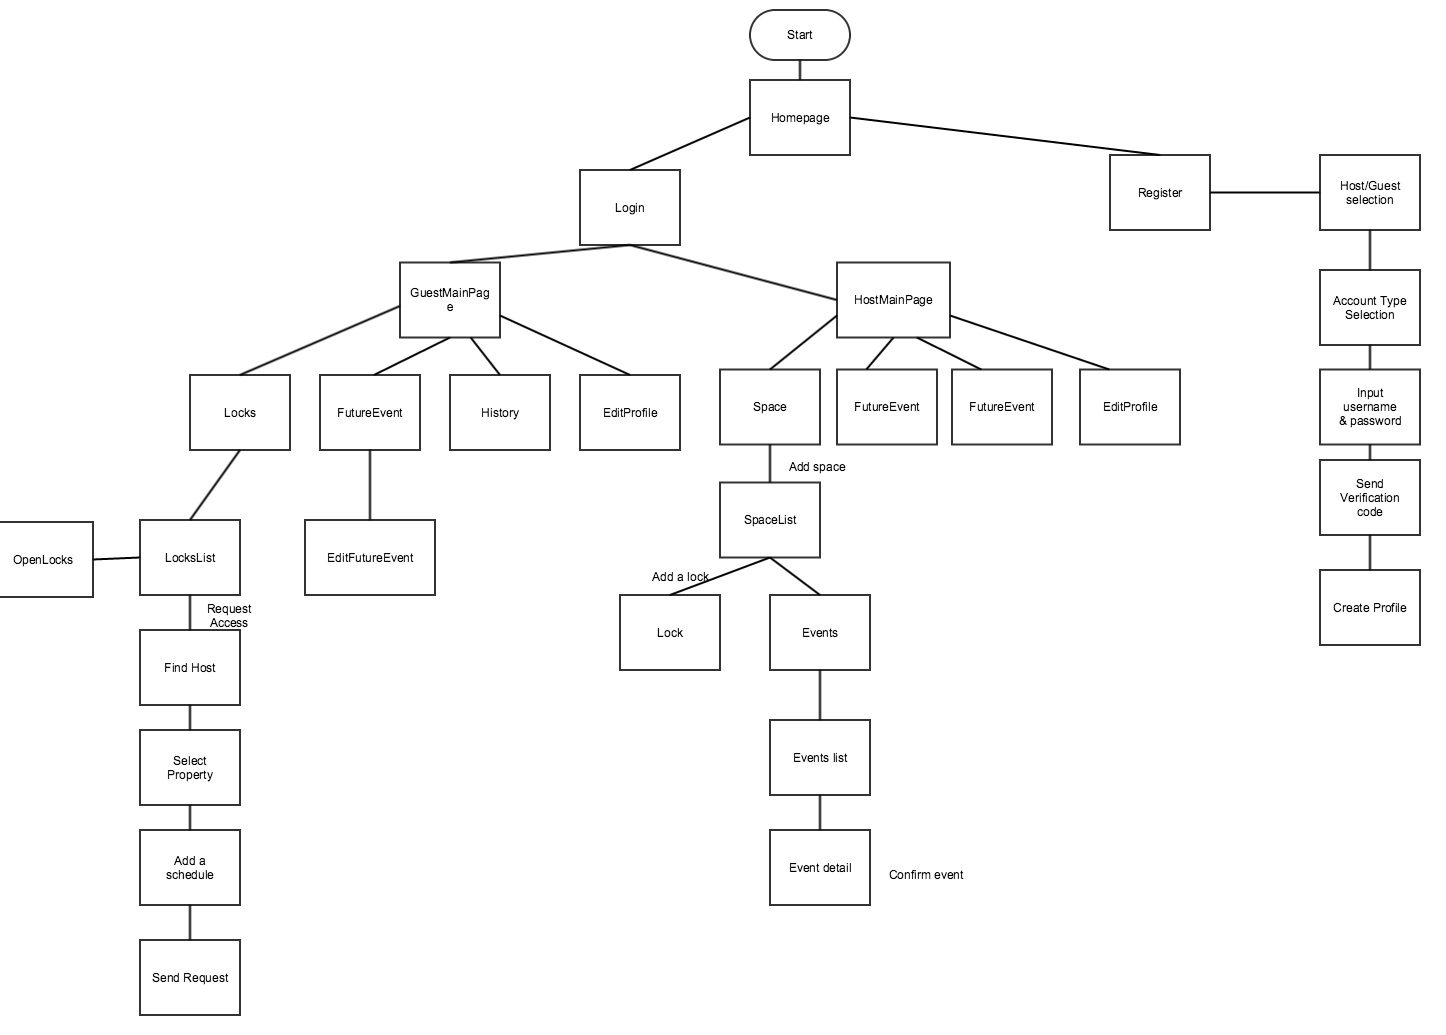 Start
Homepage
Login
Register
Host/Guest
selection
GuestMainPag
e
HostMainPage
Account Type
Selection
Locks
FutureEvent
History
EditProfile
Space
FutureEvent
FutureEvent
EditProfile
Input
username
& password
Add space
Send
Verification
code
OpenLocks
LocksList
EditFutureEvent
SpaceList
Add a lock
Request
Access
Lock
Events
Create Profile
Find Host
Select
Property
Events list
Add a
schedule
Event detail
Confirm event
Send Request